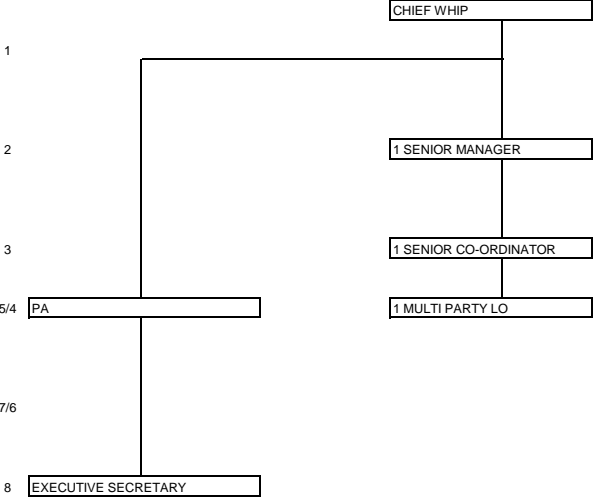 CHIEF WHIP
1
2 1 SENIOR MANAGER
3 1 SENIOR CO-ORDINATOR
5/4 PA 1 MULTI PARTY LO
7/6
8 EXECUTIVE SECRETARY